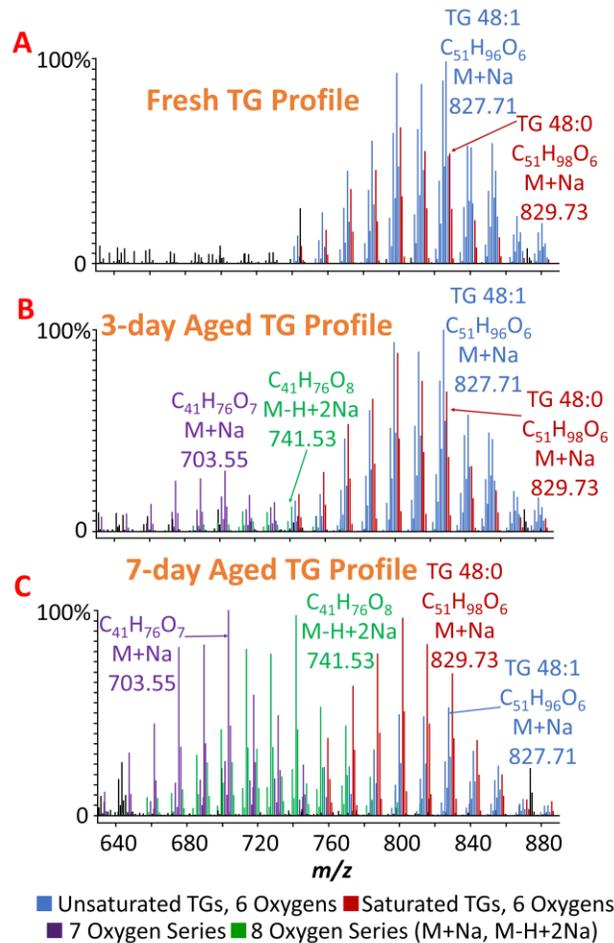 A
Fresh TG Profile
100%
0
TG 48:1
C₅₁H₉₆O₆
M+Na
827.71
TG 48:0
C₅₁H₉₈O₆
M+Na
829.73
B
3-day Aged TG Profile
100%
0
C₄₁H₇₆O₇
M+Na
703.55
C₄₁H₇₆O₈
M-H+2Na
741.53
TG 48:1
C₅₁H₉₆O₆
M+Na
827.71
TG 48:0
C₅₁H₉₈O₆
M+Na
829.73
C
7-day Aged TG Profile
100%
0
C₄₁H₇₆O₇
M+Na
703.55
C₄₁H₇₆O₈
M-H+2Na
741.53
TG 48:0
C₅₁H₉₈O₆
M+Na
829.73
TG 48:1
C₅₁H₉₆O₆
M+Na
827.71
640 680 720 760 800 840 880
m/z
Unsaturated TGs, 6 Oxygens Saturated TGs, 6 Oxygens
7 Oxygen Series 8 Oxygen Series (M+Na, M-H+2Na)